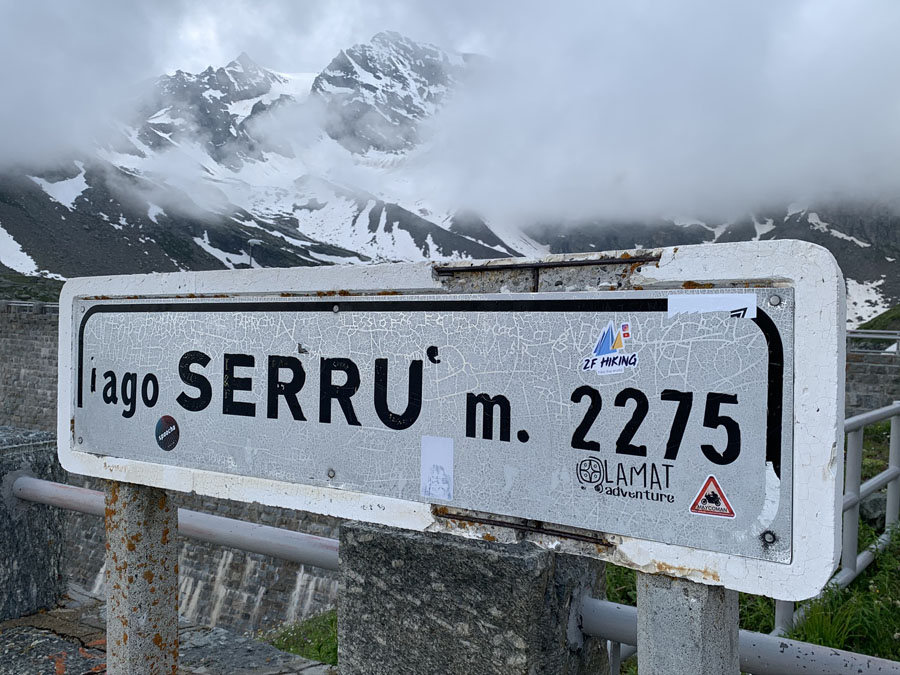 lago SERRU' m. 2275
2F HIKING
LAMAT
adventure